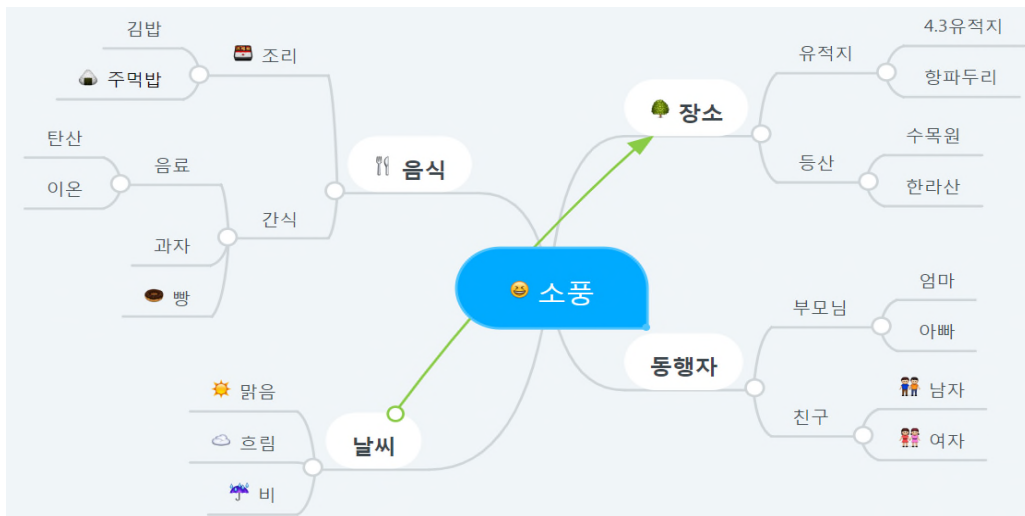 소풍
음식
조리
김밥
주먹밥
간식
음료
탄산
이온
과자
빵
날씨
맑음
흐림
비
장소
유적지
4.3유적지
항파두리
등산
수목원
한라산
동행자
부모님
엄마
아빠
친구
남자
여자